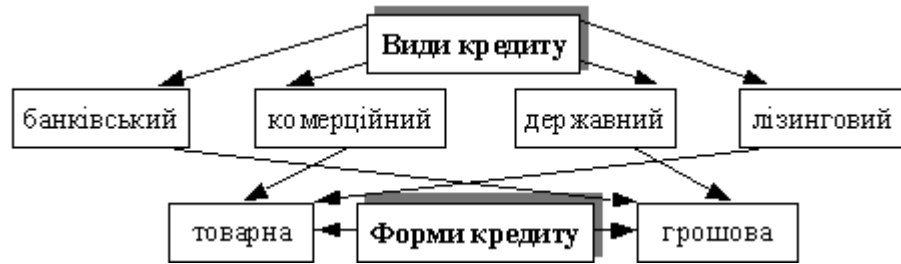 Види кредиту
банківський
комерційний
державний
лізинговий
товарна
Форми кредиту
грошова